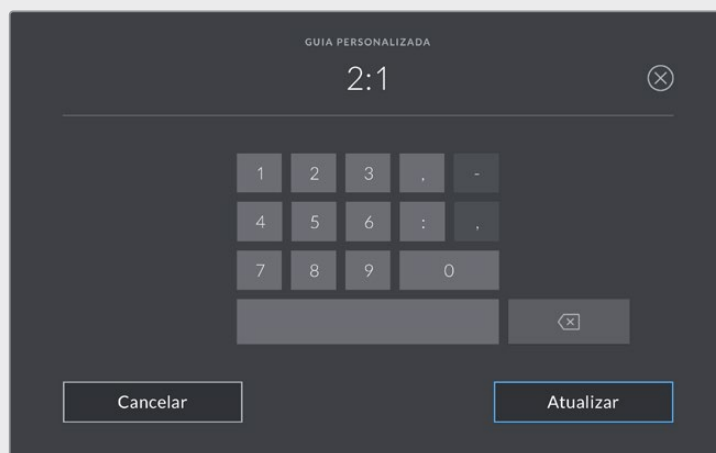 GUIA PERSONALIZADA
2:1
1 2 3 , -
4 5 6 : ,
7 8 9 0
Cancelar Atualizar